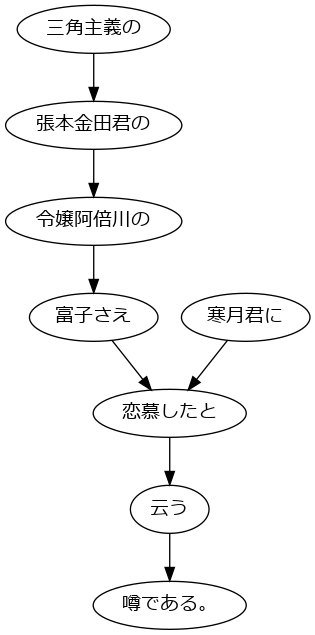 三角主義の
張本金田君の
令嬢阿倍川の
富子さえ
寒月君に
恋慕したと
云う
噂である。